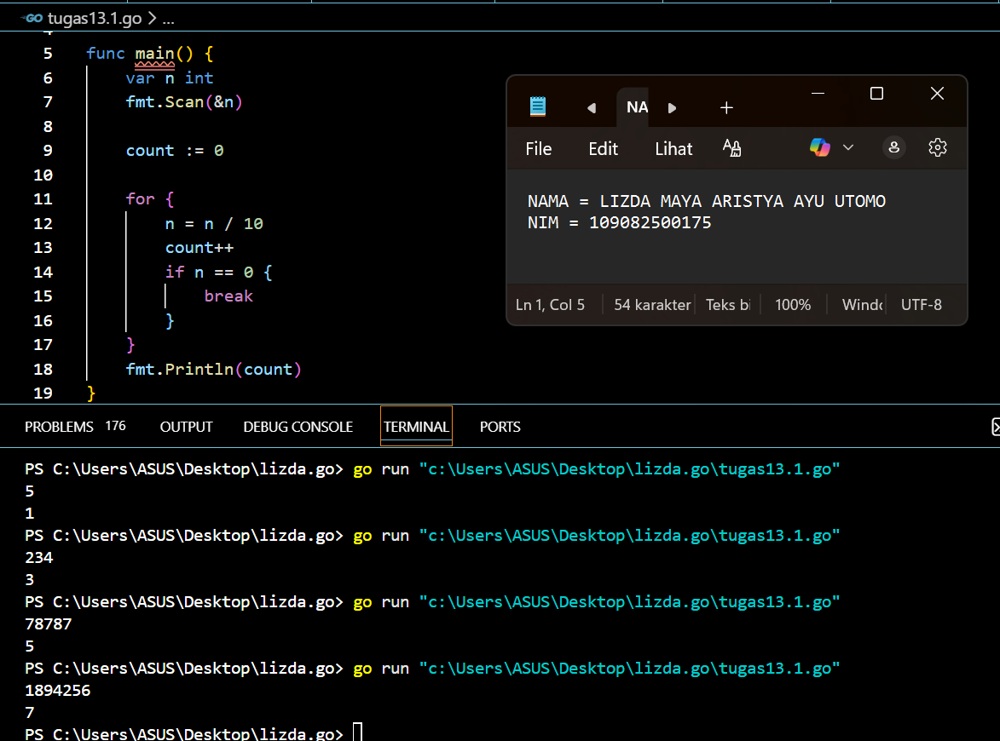 GO tugas13.1.go > ...
4
5 func main() {
6 var n int
7 fmt.Scan(&n)
8
9 count := 0
10
11 for {
12 n = n / 10
13 count++
14 if n == 0 {
15 break
16 }
17 }
18 fmt.Println(count)
19 }
NA
File Edit Lihat
NAMA = LIZDA MAYA ARISTYA AYU UTOMO
NIM = 109082500175
Ln 1, Col 5 54 karakter Teks bi 100% Windo UTF-8
PROBLEMS 176 OUTPUT DEBUG CONSOLE TERMINAL PORTS
PS C:\Users\ASUS\Desktop\lizda.go> go run "c:\Users\ASUS\Desktop\lizda.go\tugas13.1.go"
5
1
PS C:\Users\ASUS\Desktop\lizda.go> go run "c:\Users\ASUS\Desktop\lizda.go\tugas13.1.go"
234
3
PS C:\Users\ASUS\Desktop\lizda.go> go run "c:\Users\ASUS\Desktop\lizda.go\tugas13.1.go"
78787
5
PS C:\Users\ASUS\Desktop\lizda.go> go run "c:\Users\ASUS\Desktop\lizda.go\tugas13.1.go"
1894256
7
PS C:\Users\ASUS\Desktop\lizda.go>